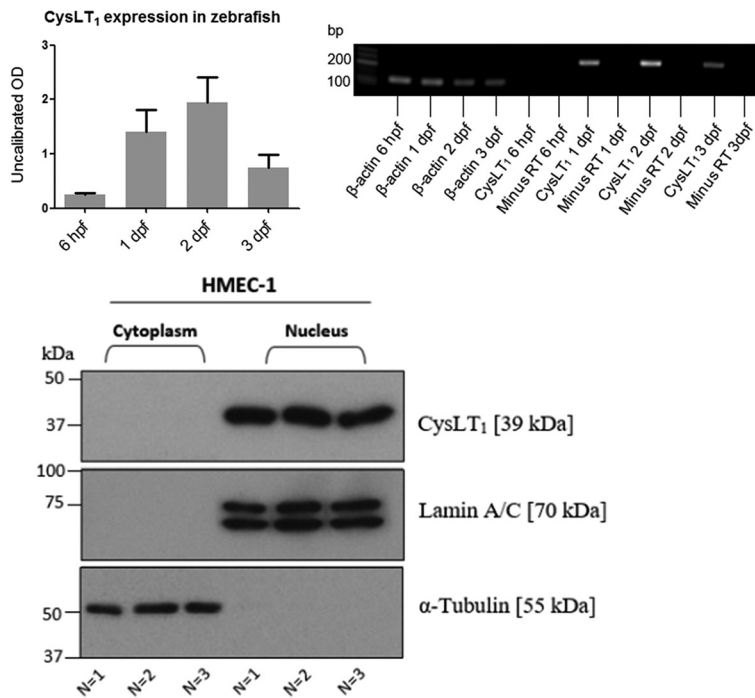 CysLT₁ expression in zebrafish
Uncalibrated OD
3
2
1
0
6 hpf
1 dpf
2 dpf
3 dpf
bp
200
100
β-actin 6 hpf
β-actin 1 dpf
β-actin 2 dpf
β-actin 3 dpf
CysLT₁ 6 hpf
Minus RT 6 hpf
CysLT₁ 1 dpf
Minus RT 1 dpf
CysLT₁ 2 dpf
Minus RT 2 dpf
CysLT₁ 3 dpf
Minus RT 3dpf
HMEC-1
Cytoplasm
Nucleus
kDa
50
37
CysLT₁ [39 kDa]
100
75
Lamin A/C [70 kDa]
50
37
α-Tubulin [55 kDa]
N=1
N=2
N=3
N=1
N=2
N=3